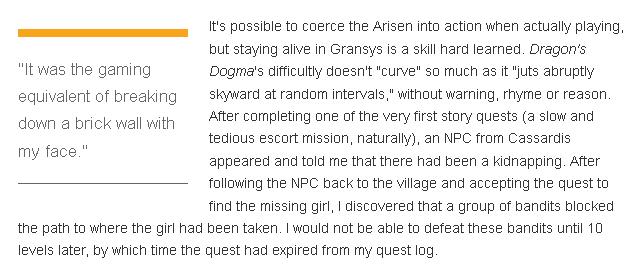 "It was the gaming
equivalent of breaking
down a brick wall with
my face."
It's possible to coerce the Arisen into action when actually playing,
but staying alive in Gransys is a skill hard learned. Dragon's
Dogma's difficultly doesn't "curve" so much as it "juts abruptly
skyward at random intervals," without warning, rhyme or reason.
After completing one of the very first story quests (a slow and
tedious escort mission, naturally), an NPC from Cassardis
appeared and told me that there had been a kidnapping. After
following the NPC back to the village and accepting the quest to
find the missing girl, I discovered that a group of bandits blocked
the path to where the girl had been taken. I would not be able to defeat these bandits until 10
levels later, by which time the quest had expired from my quest log.